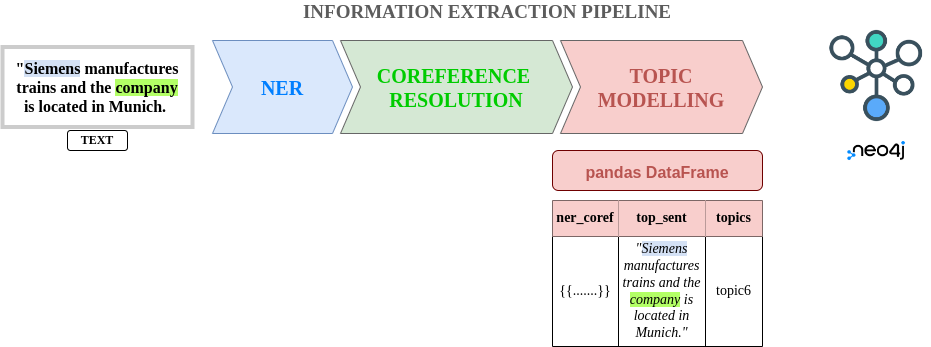 INFORMATION EXTRACTION PIPELINE
"Siemens manufactures
trains and the company
is located in Munich.
TEXT
NER
COREFERENCE
RESOLUTION
TOPIC
MODELLING
neo4j
pandas DataFrame
ner_coref top_sent topics
{{.......}}
"Siemens
manufactures
trains and the
company is
located in
Munich."
topic6